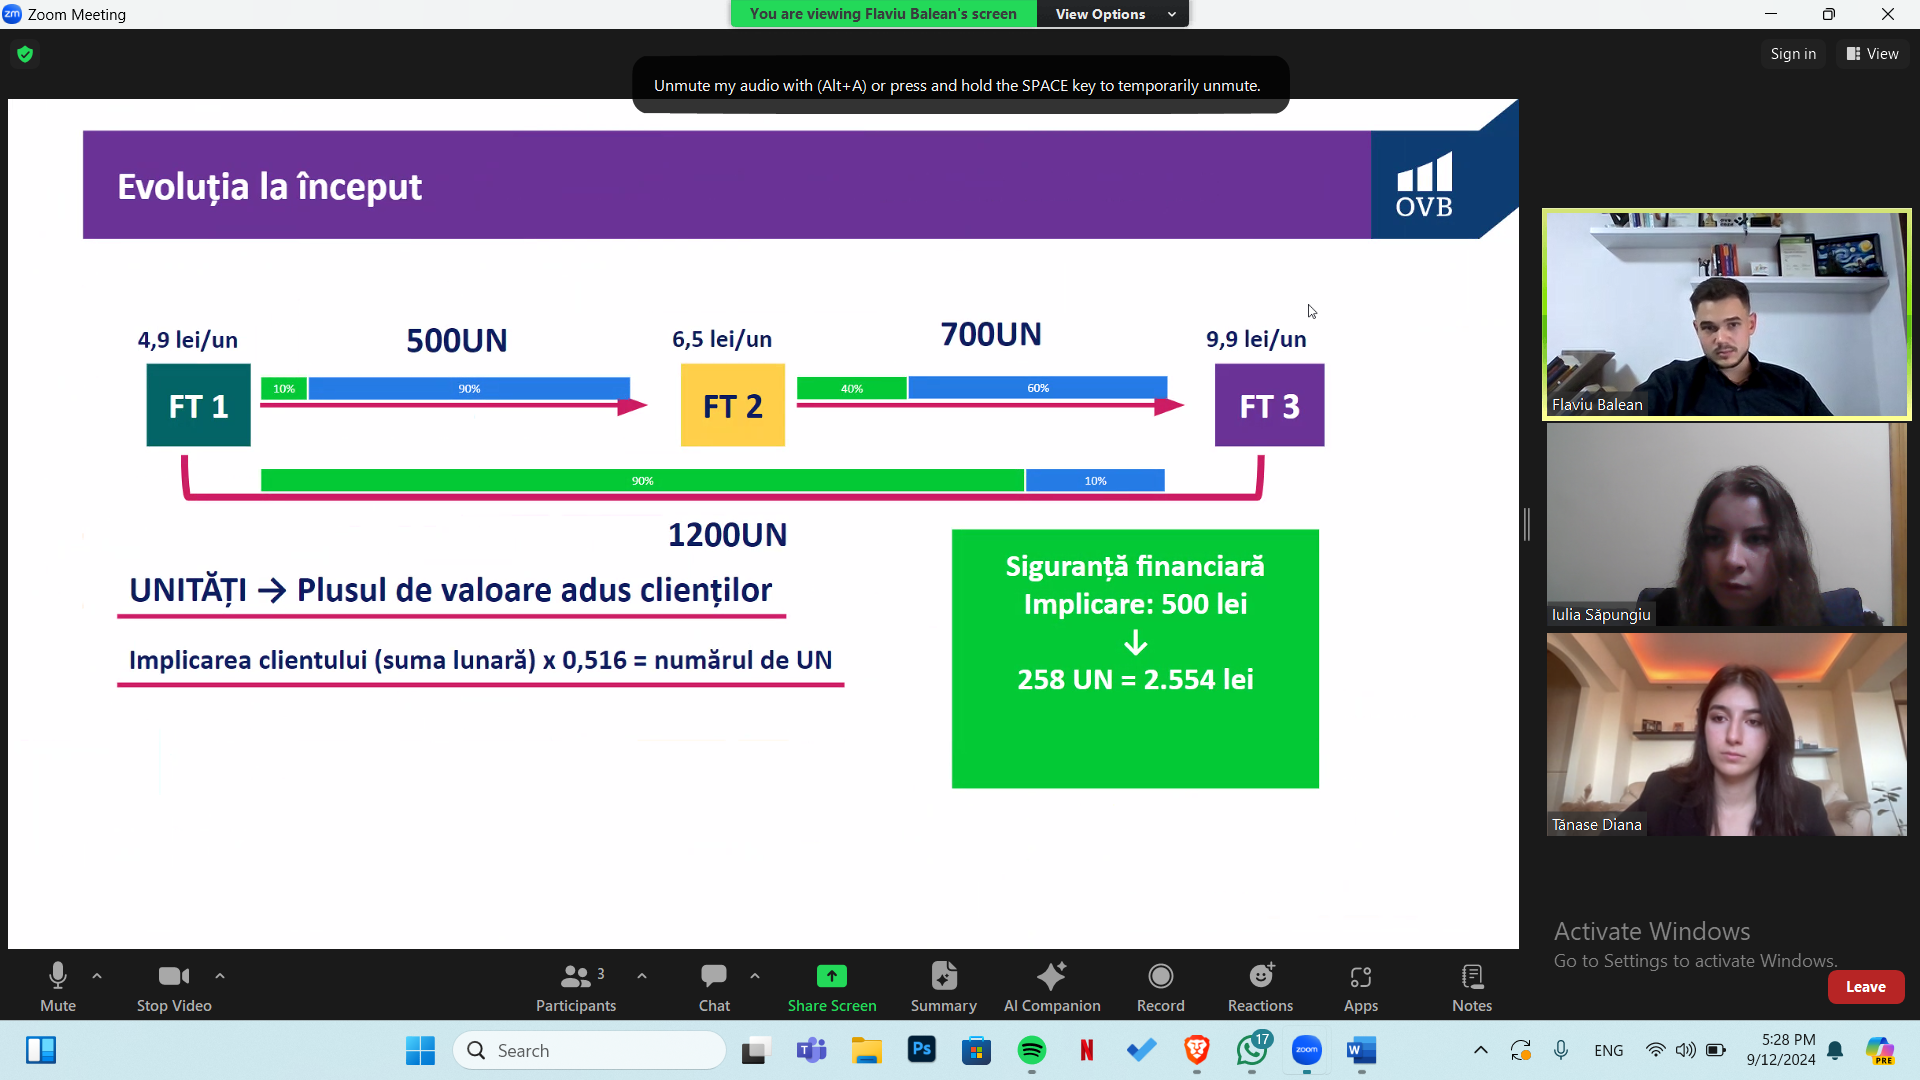 zm Zoom Meeting
You are viewing Flaviu Balean's screen
View Options
Sign in
View
Unmute my audio with (Alt+A) or press and hold the SPACE key to temporarily unmute.
Evoluția la început
OVB
4,9 lei/un
500UN
6,5 lei/un
700UN
9,9 lei/un
FT 1
10%
90%
FT 2
40%
60%
FT 3
90%
10%
1200UN
UNITĂȚI → Plusul de valoare adus clienților
Implicarea clientului (suma lunară) x 0,516 = numărul de UN
Siguranță financiară
Implicare: 500 lei
↓
258 UN = 2.554 lei
Flaviu Balean
Iulia Săpungiu
Tănase Diana
Activate Windows
Go to Settings to activate Windows.
Mute
Stop Video
Participants
3
Chat
Share Screen
Summary
AI Companion
Record
Reactions
Apps
Notes
Leave
Search
Ps
N
17
zoom
W
ENG
5:28 PM
9/12/2024
PRE